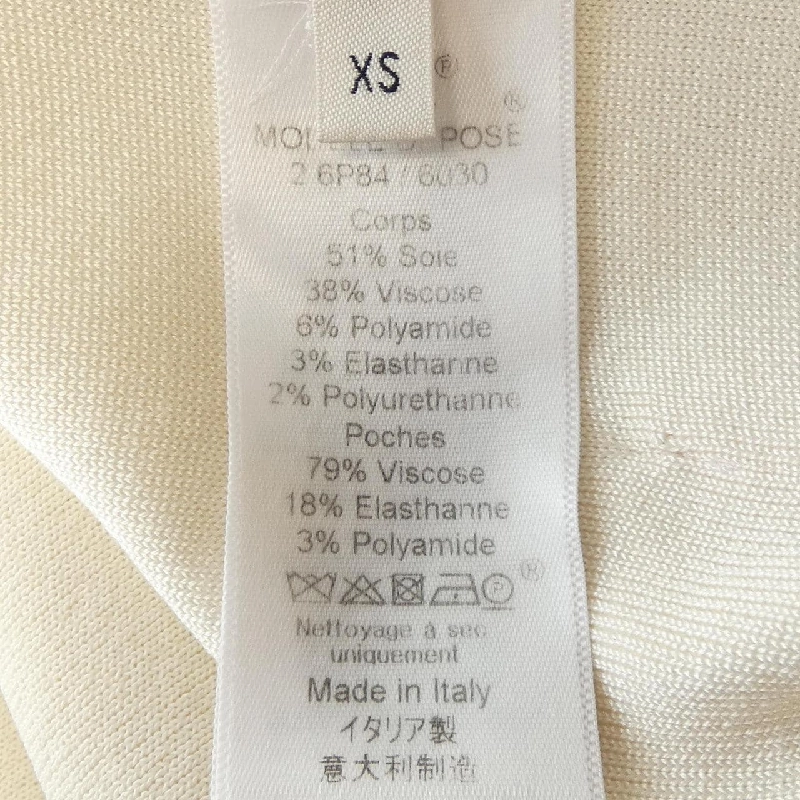 XS
Ⓟ
®
MODELE DEPOSE
2 6P84 / 6030
Corps
51% Soie
38% Viscose
6% Polyamide
3% Elasthanne
2% Polyurethanne
Poches
79% Viscose
18% Elasthanne
3% Polyamide
®
P
Nettoyage à sec
uniquement
Made in Italy
イタリア製
意大利制造